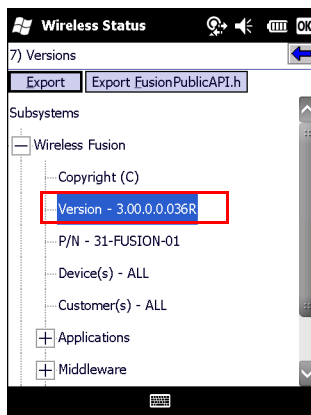 Wireless Status OK
7) Versions
Export Export FusionPublicAPI.h
Subsystems
Wireless Fusion
Copyright (C)
Version - 3.00.0.0.036R
P/N - 31-FUSION-01
Device(s) - ALL
Customer(s) - ALL
Applications
Middleware